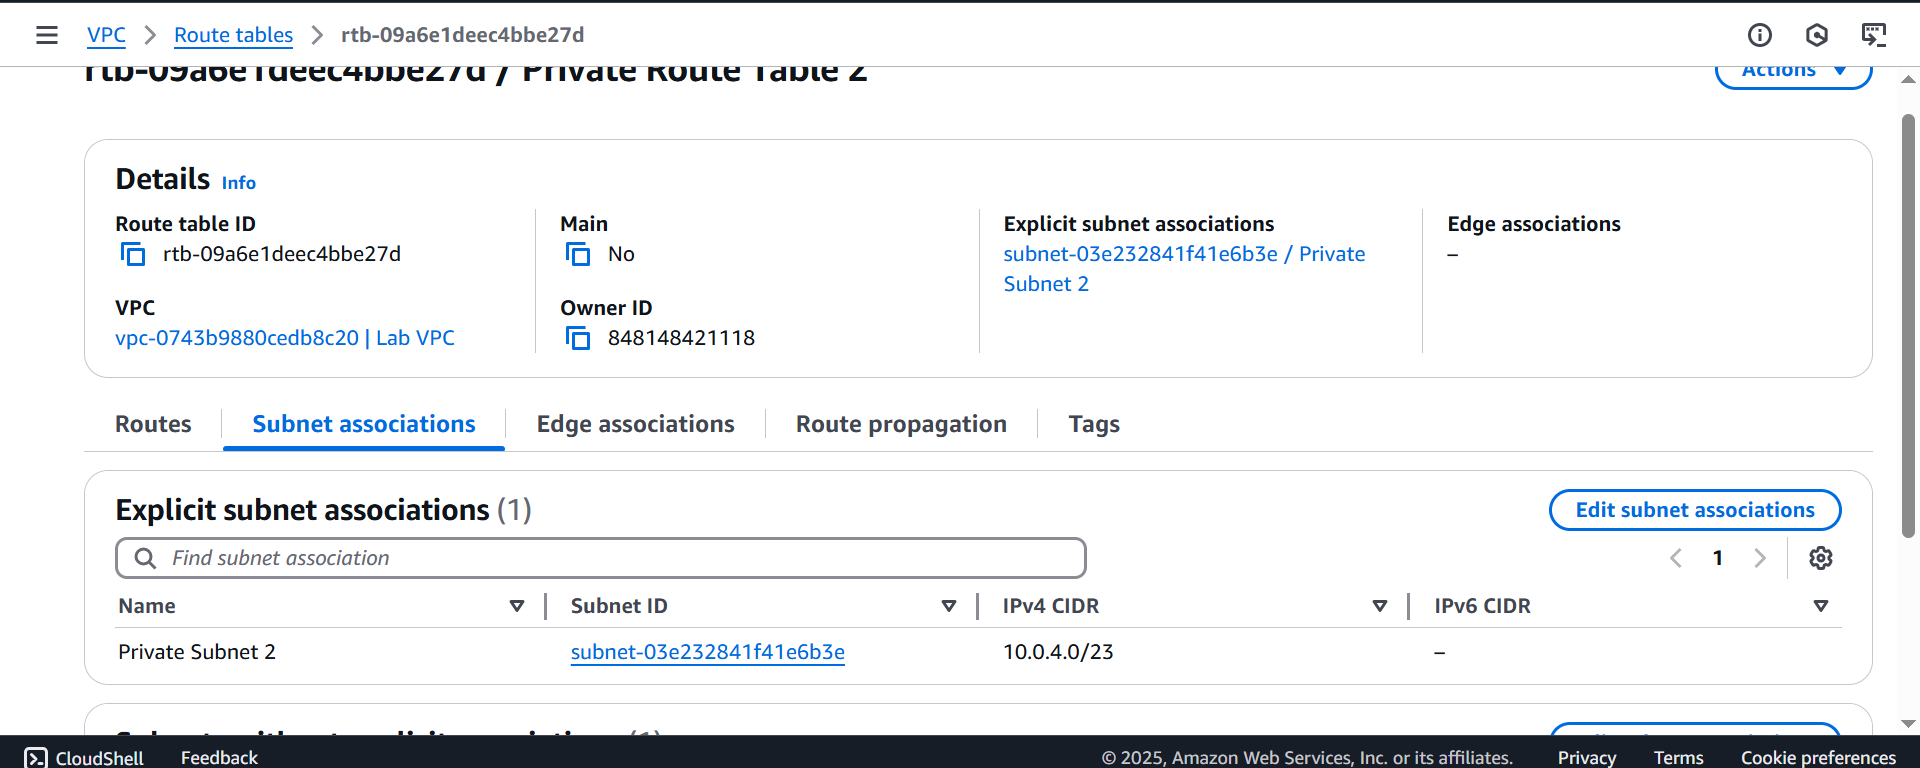 VPC > Route tables > rtb-09a6e1deec4bbe27d
rtb-09a6e1deec4bbe27d / Private Route Table 2
Actions
Details Info
Route table ID
rtb-09a6e1deec4bbe27d
VPC
vpc-0743b9880cedb8c20 | Lab VPC
Main
No
Owner ID
848148421118
Explicit subnet associations
subnet-03e232841f41e6b3e / Private
Subnet 2
Edge associations
–
Routes Subnet associations Edge associations Route propagation Tags
Explicit subnet associations (1)
Edit subnet associations
Find subnet association
1
Name Subnet ID IPv4 CIDR IPv6 CIDR
Private Subnet 2 subnet-03e232841f41e6b3e 10.0.4.0/23 –
CloudShell Feedback © 2025, Amazon Web Services, Inc. or its affiliates. Privacy Terms Cookie preferences